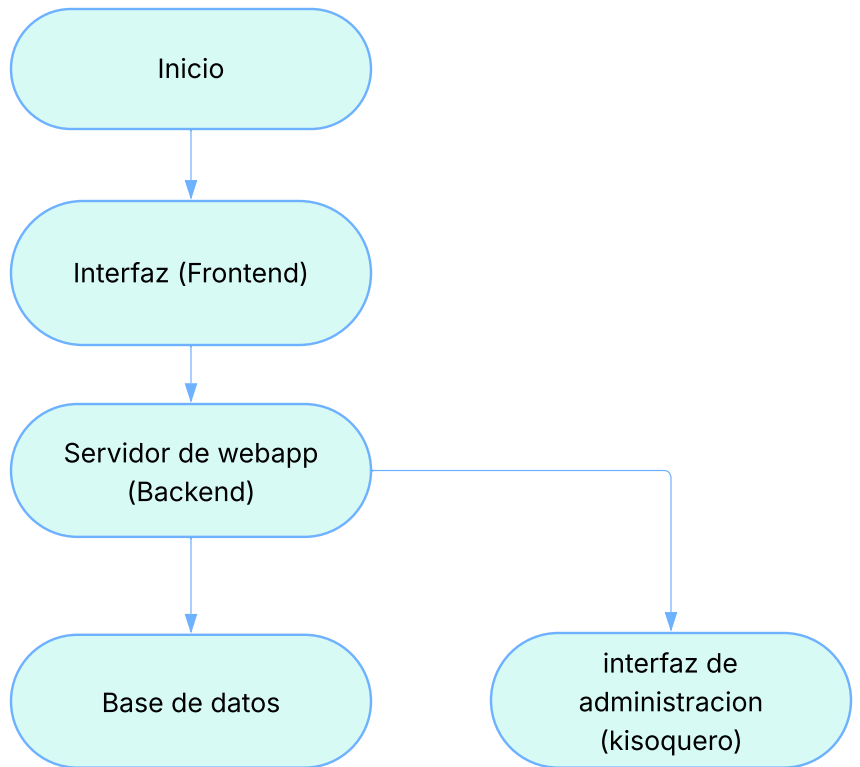 Inicio
Interfaz (Frontend)
Servidor de webapp
(Backend)
Base de datos
interfaz de
administracion
(kisoquero)